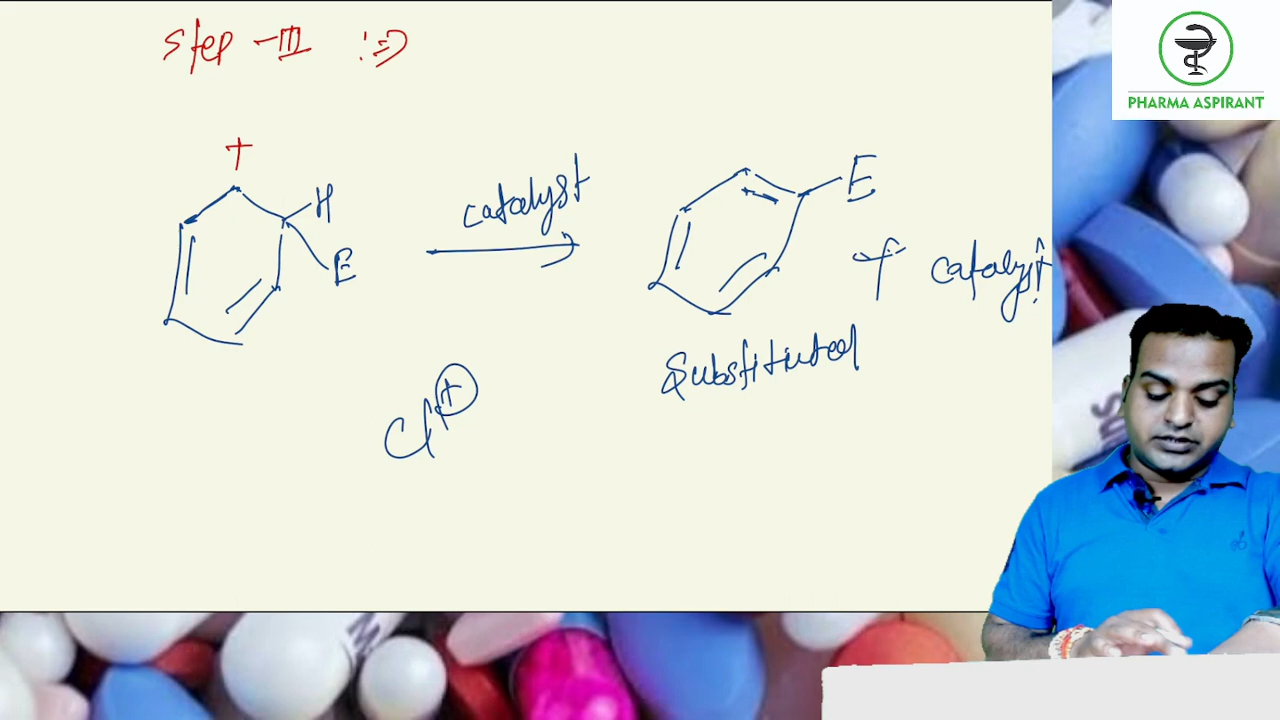 Step - III :⇒
+
H
E
catalyst
E
+ catalyst
Substituted
Cl⊕
PHARMA ASPIRANT